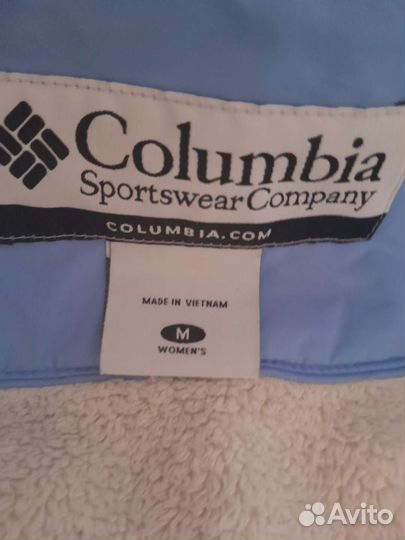 Columbia
Sportswear Company
COLUMBIA.COM
MADE IN VIETNAM
M
WOMEN'S
Avito